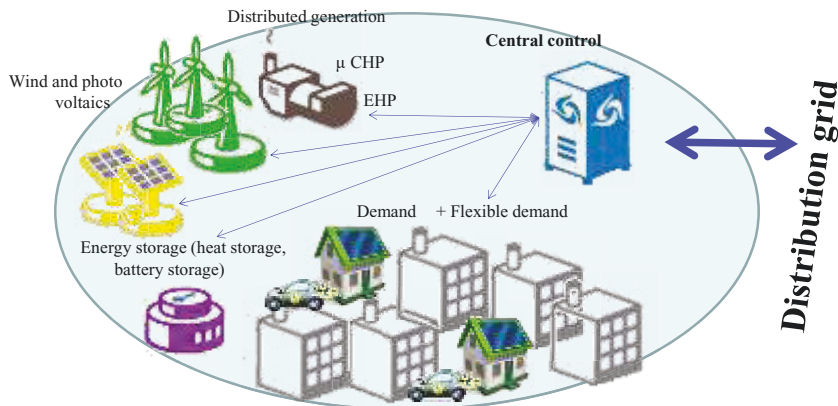 Distributed generation
Central control
μ CHP
Wind and photo
voltaics
EHP
Demand + Flexible demand
Energy storage (heat storage,
battery storage)
Distribution grid